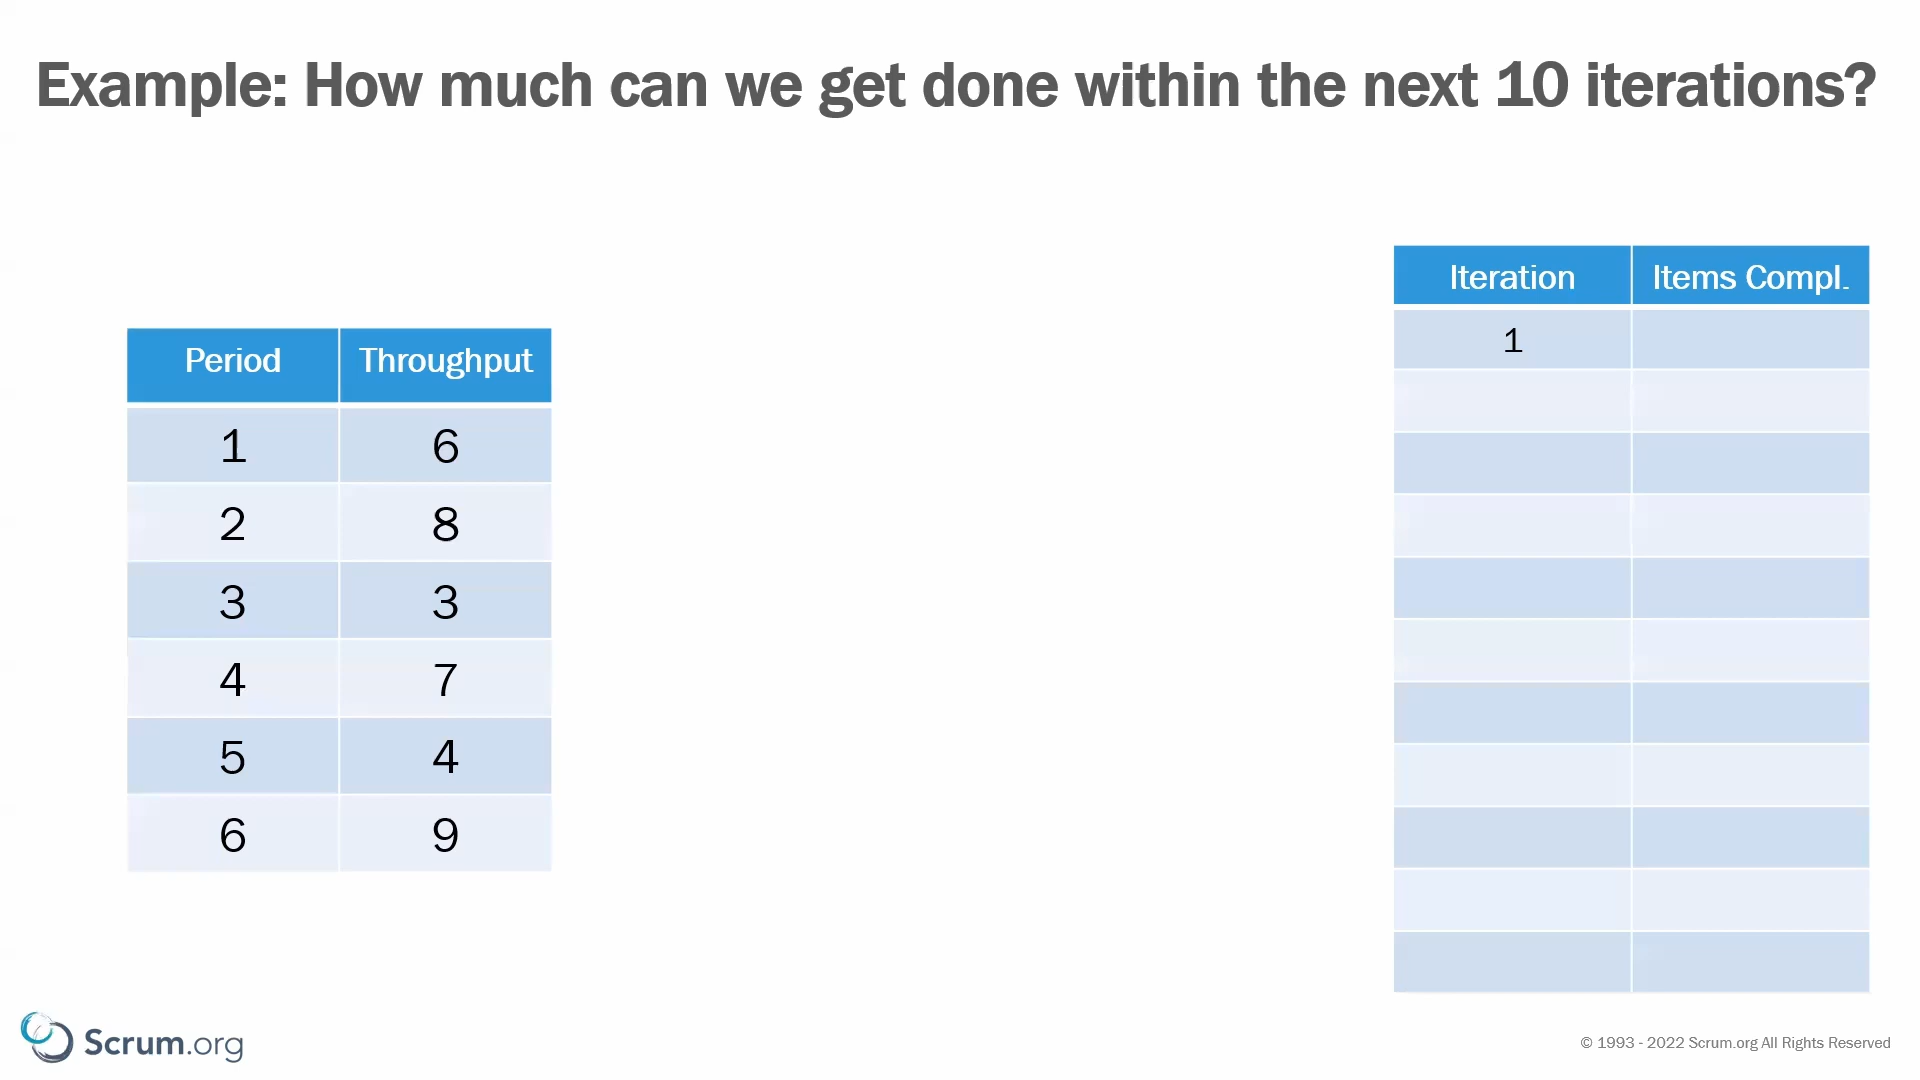 Example: How much can we get done within the next 10 iterations?
Period Throughput
1 6
2 8
3 3
4 7
5 4
6 9
Iteration Items Compl.
1
Scrum.org
© 1993 - 2022 Scrum.org All Rights Reserved